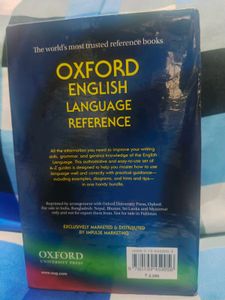 The world's most trusted reference books
OXFORD
ENGLISH
LANGUAGE
REFERENCE
All the information you need to improve your writing
skills, grammar, and general knowledge of the English
Language. This authoritative and easy-to-use set of
A-Z guides is designed to help you master how to use
language well and correctly with practical guidance—
including examples, diagrams, and hints and tips—
in one handy bundle.
Reprinted by arrangement with Oxford University Press, Oxford
For sale in India, Bangladesh, Nepal, Bhutan, Sri Lanka and Myanmar
only and not for export from them. Not for sale in Pakistan.
EXCLUSIVELY MARKETED & DISTRIBUTED
BY IMPULSE MARKETING
OXFORD
UNIVERSITY PRESS
www.oup.com